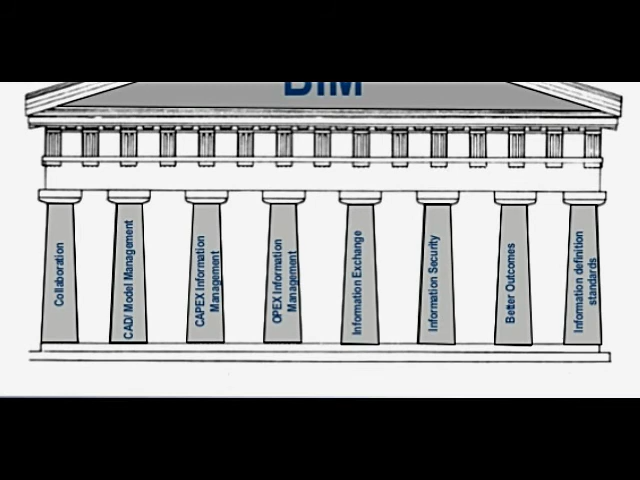 BIM
Collaboration
CAD/ Model Management
CAPEX Information
Management
OPEX Information
Management
Information Exchange
Information Security
Better Outcomes
Information definition
standards